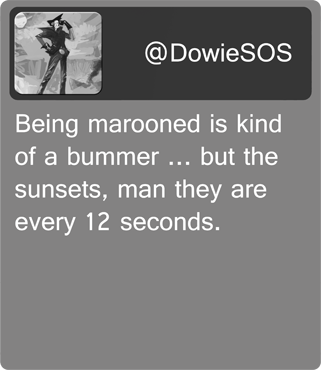 @DowieSOS
Being marooned is kind
of a bummer ... but the
sunsets, man they are
every 12 seconds.